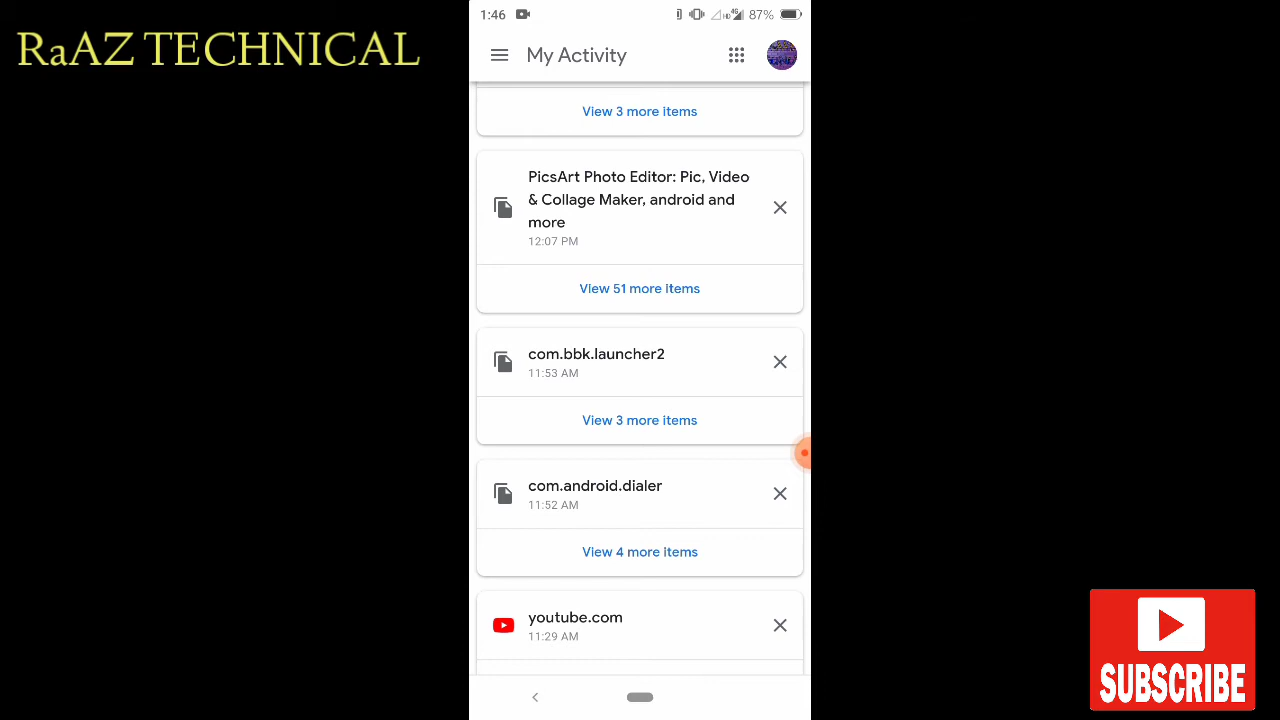 RaAZ TECHNICAL
1:46
4G
87%
My Activity
View 3 more items
PicsArt Photo Editor: Pic, Video
& Collage Maker, android and
more
12:07 PM
View 51 more items
com.bbk.launcher2
11:53 AM
View 3 more items
com.android.dialer
11:52 AM
View 4 more items
youtube.com
11:29 AM
SUBSCRIBE